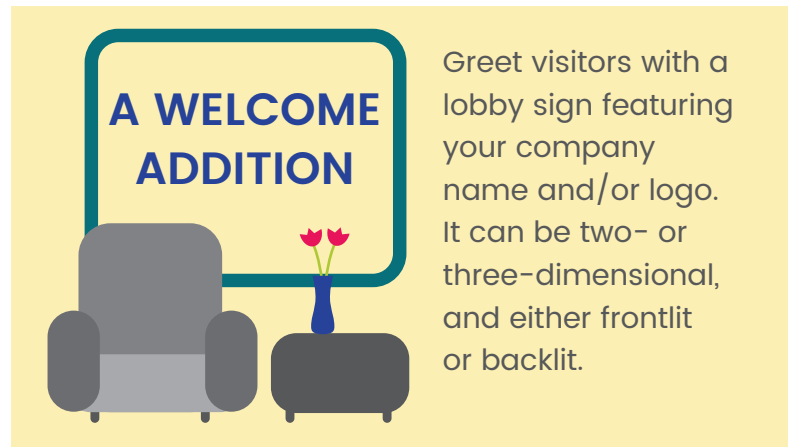 A WELCOME
ADDITION
Greet visitors with a
lobby sign featuring
your company
name and/or logo.
It can be two- or
three-dimensional,
and either frontlit
or backlit.